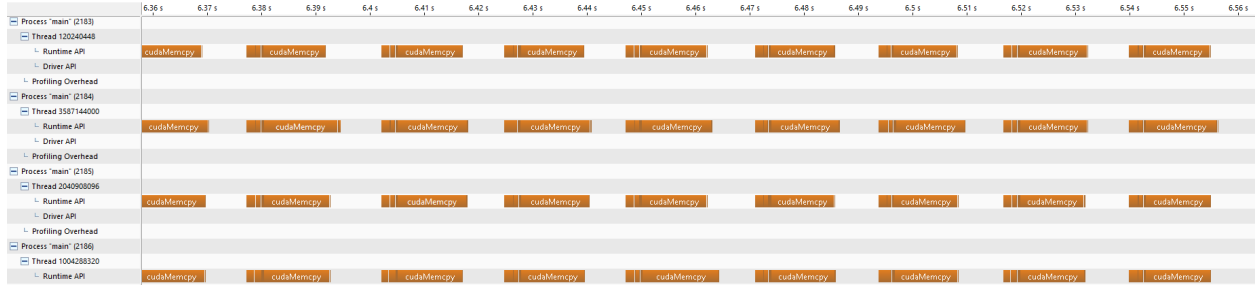 6.36 s 6.37 s 6.38 s 6.39 s 6.4 s 6.41 s 6.42 s 6.43 s 6.44 s 6.45 s 6.46 s 6.47 s 6.48 s 6.49 s 6.5 s 6.51 s 6.52 s 6.53 s 6.54 s 6.55 s 6.56 s
Process "main" (2183)
Thread 120240448
Runtime API cudaMemcpy cudaMemcpy cudaMemcpy cudaMemcpy cudaMemcpy cudaMemcpy cudaMemcpy cudaMemcpy cudaMemcpy
Driver API
Profiling Overhead
Process "main" (2184)
Thread 3587144000
Runtime API cudaMemcpy cudaMemcpy cudaMemcpy cudaMemcpy cudaMemcpy cudaMemcpy cudaMemcpy cudaMemcpy cudaMemcpy
Driver API
Profiling Overhead
Process "main" (2185)
Thread 2040908096
Runtime API cudaMemcpy cudaMemcpy cudaMemcpy cudaMemcpy cudaMemcpy cudaMemcpy cudaMemcpy cudaMemcpy cudaMemcpy
Driver API
Profiling Overhead
Process "main" (2186)
Thread 1004288320
Runtime API cudaMemcpy cudaMemcpy cudaMemcpy cudaMemcpy cudaMemcpy cudaMemcpy cudaMemcpy cudaMemcpy cudaMemcpy